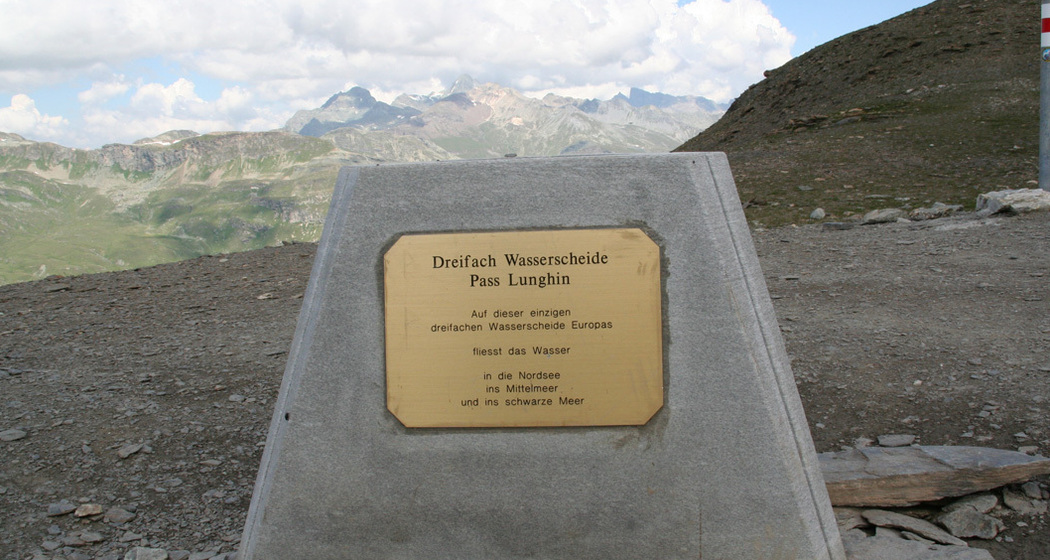 Dreifach Wasserscheide
Pass Lunghin
Auf dieser einzigen
dreifachen Wasserscheide Europas
fliesst das Wasser
in die Nordsee
ins Mittelmeer
und ins schwarze Meer